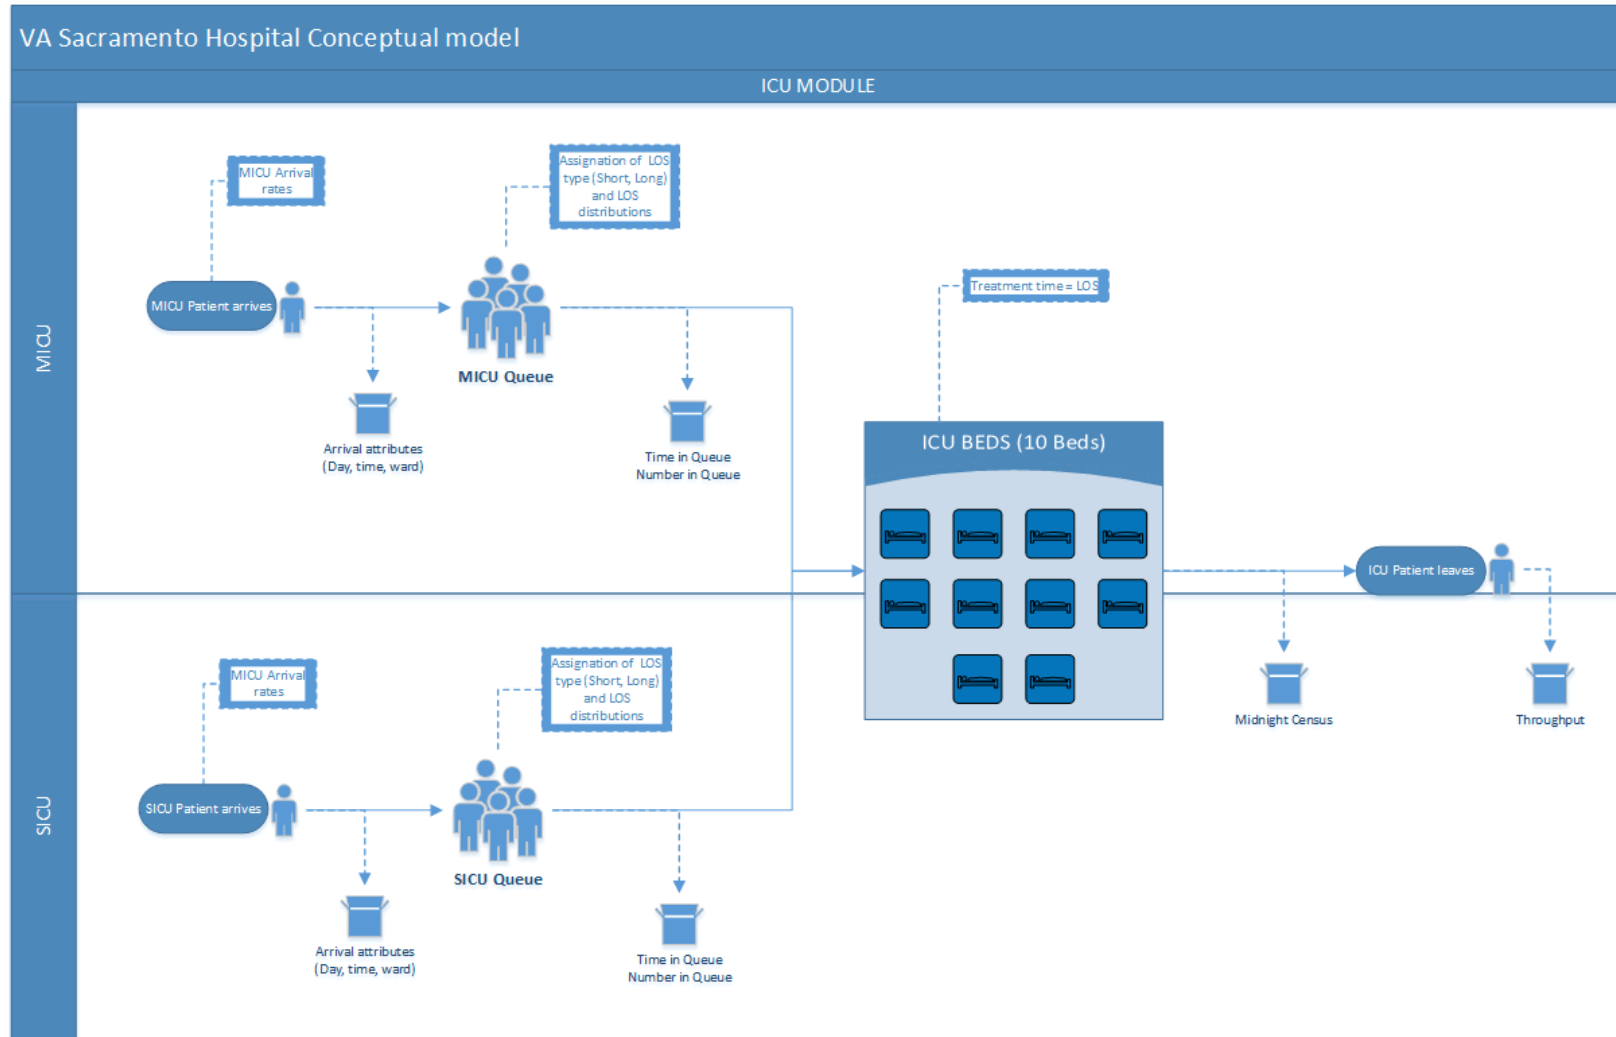 VA Sacramento Hospital Conceptual model
ICU MODULE
MICU
MICU Arrival
rates
Assignation of LOS
type (Short, Long)
and LOS
distributions
MICU Patient arrives
MICU Queue
Arrival attributes
(Day, time, ward)
Time in Queue
Number in Queue
Treatment time = LOS
ICU BEDS (10 Beds)
ICU Patient leaves
Midnight Census
Throughput
SICU
MICU Arrival
rates
Assignation of LOS
type (Short, Long)
and LOS
distributions
SICU Patient arrives
SICU Queue
Arrival attributes
(Day, time, ward)
Time in Queue
Number in Queue